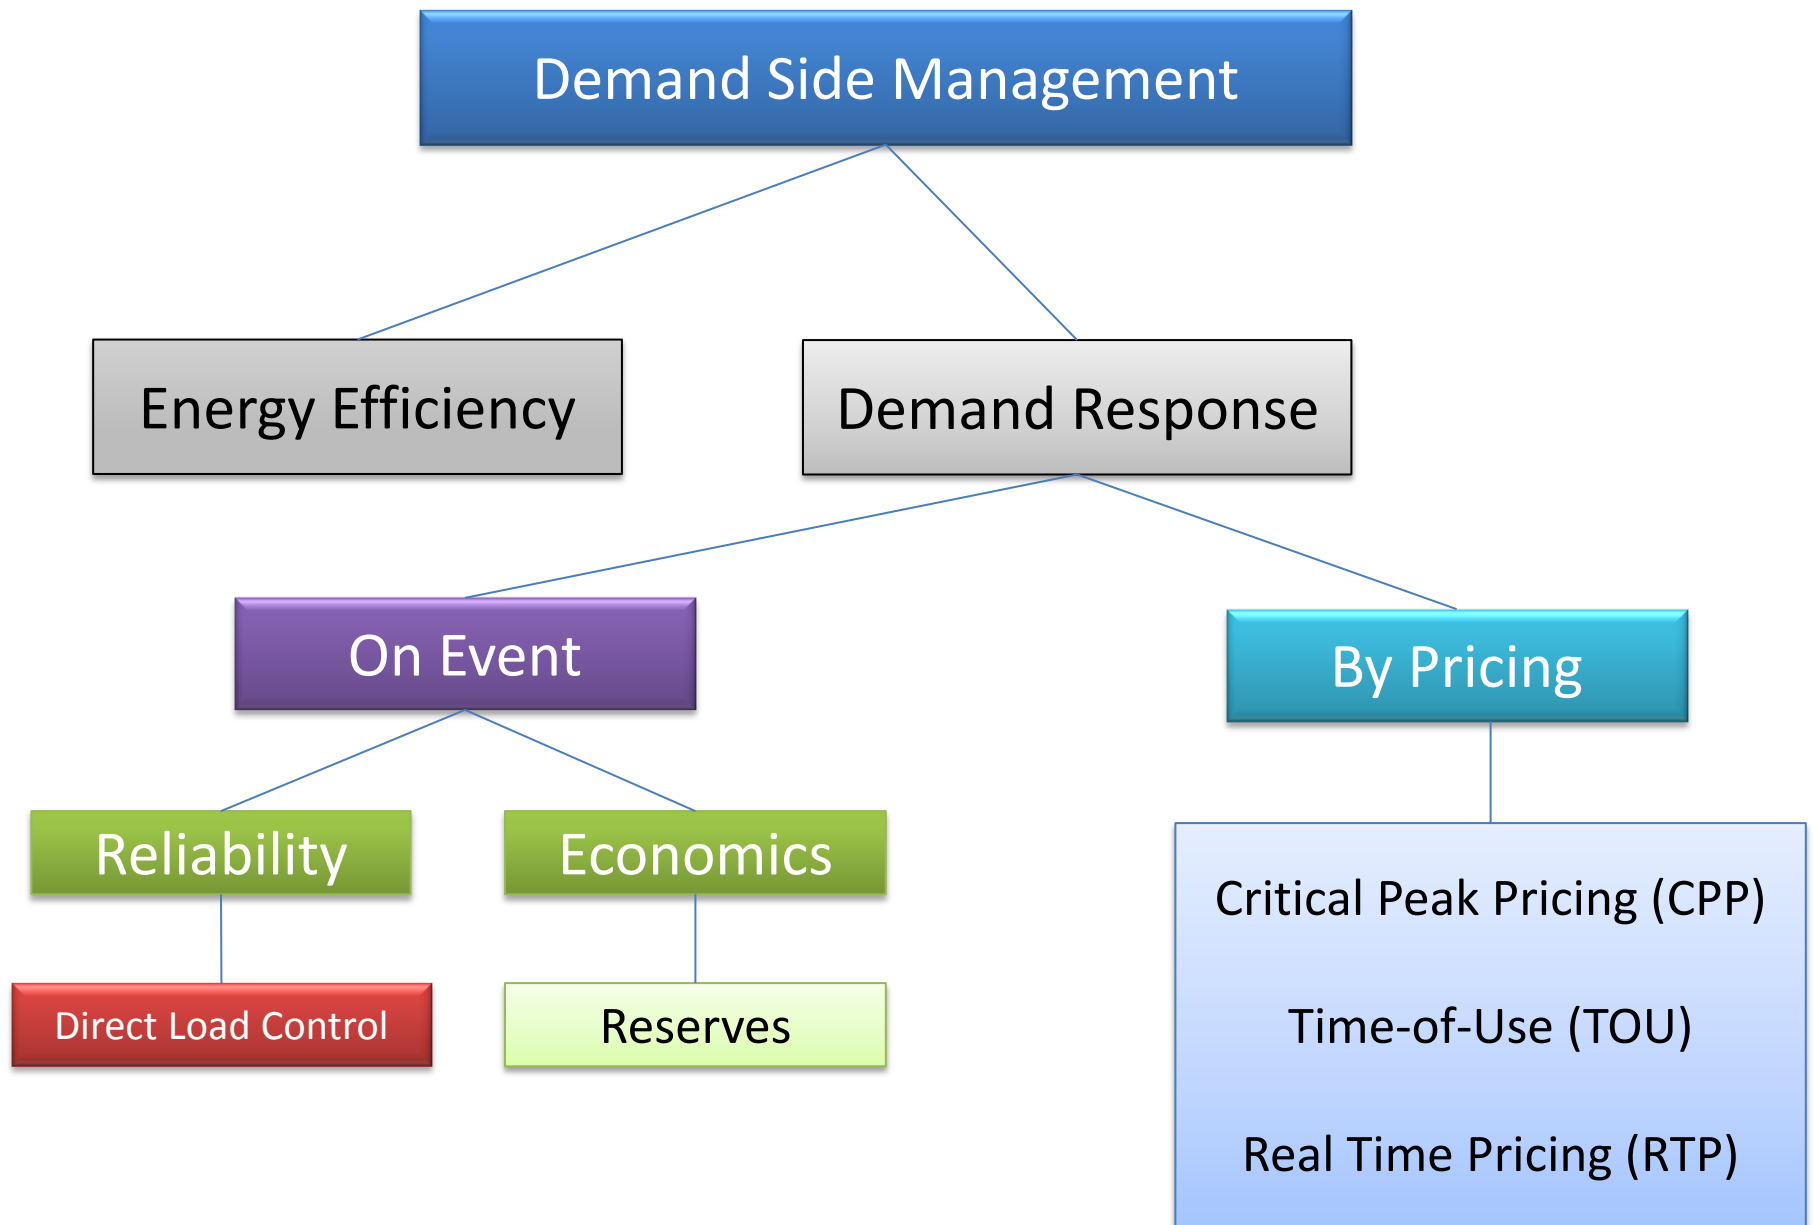 Demand Side Management
Energy Efficiency
Demand Response
On Event
By Pricing
Reliability
Economics
Direct Load Control
Reserves
Critical Peak Pricing (CPP)
Time-of-Use (TOU)
Real Time Pricing (RTP)